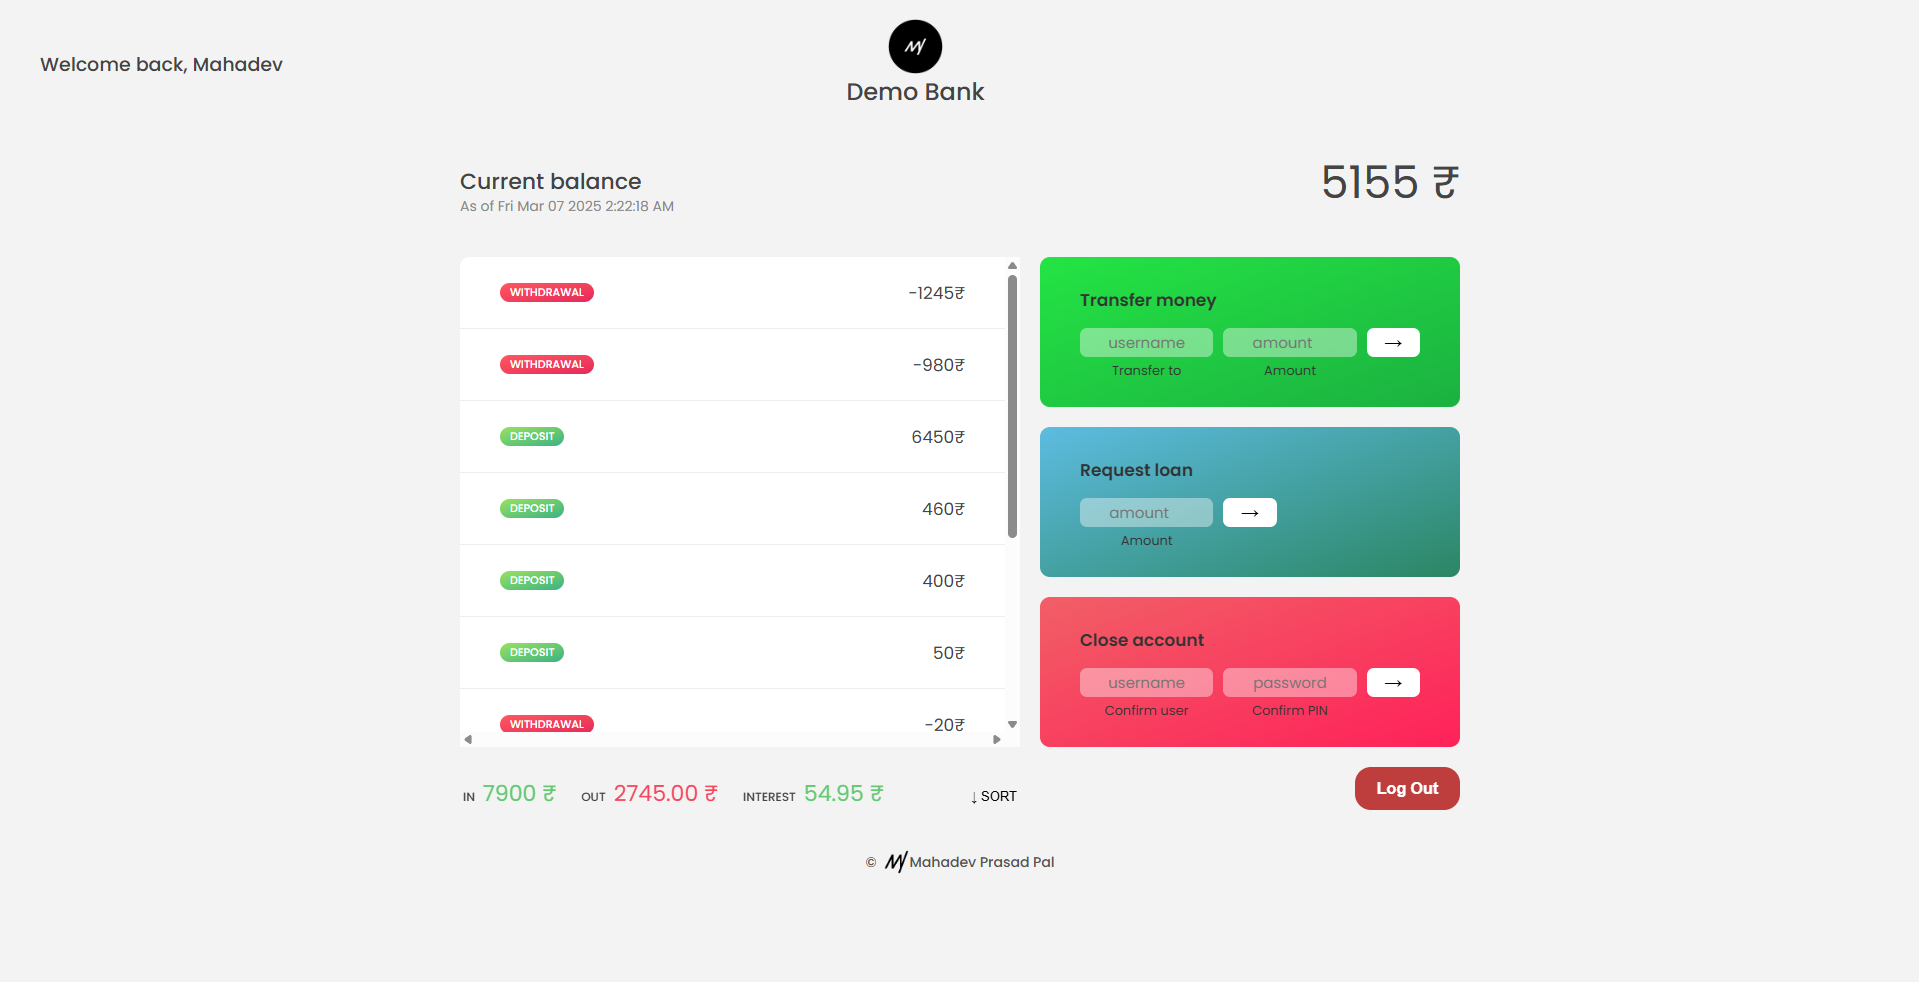 Welcome back, Mahadev
Demo Bank
Current balance
As of Fri Mar 07 2025 2:22:18 AM
5155 ₹
WITHDRAWAL -1245₹
WITHDRAWAL -980₹
DEPOSIT 6450₹
DEPOSIT 460₹
DEPOSIT 400₹
DEPOSIT 50₹
WITHDRAWAL -20₹
IN 7900 ₹ OUT 2745.00 ₹ INTEREST 54.95 ₹ ↓ SORT
Transfer money
username amount →
Transfer to Amount
Request loan
amount →
Amount
Close account
username password →
Confirm user Confirm PIN
Log Out
© Mahadev Prasad Pal